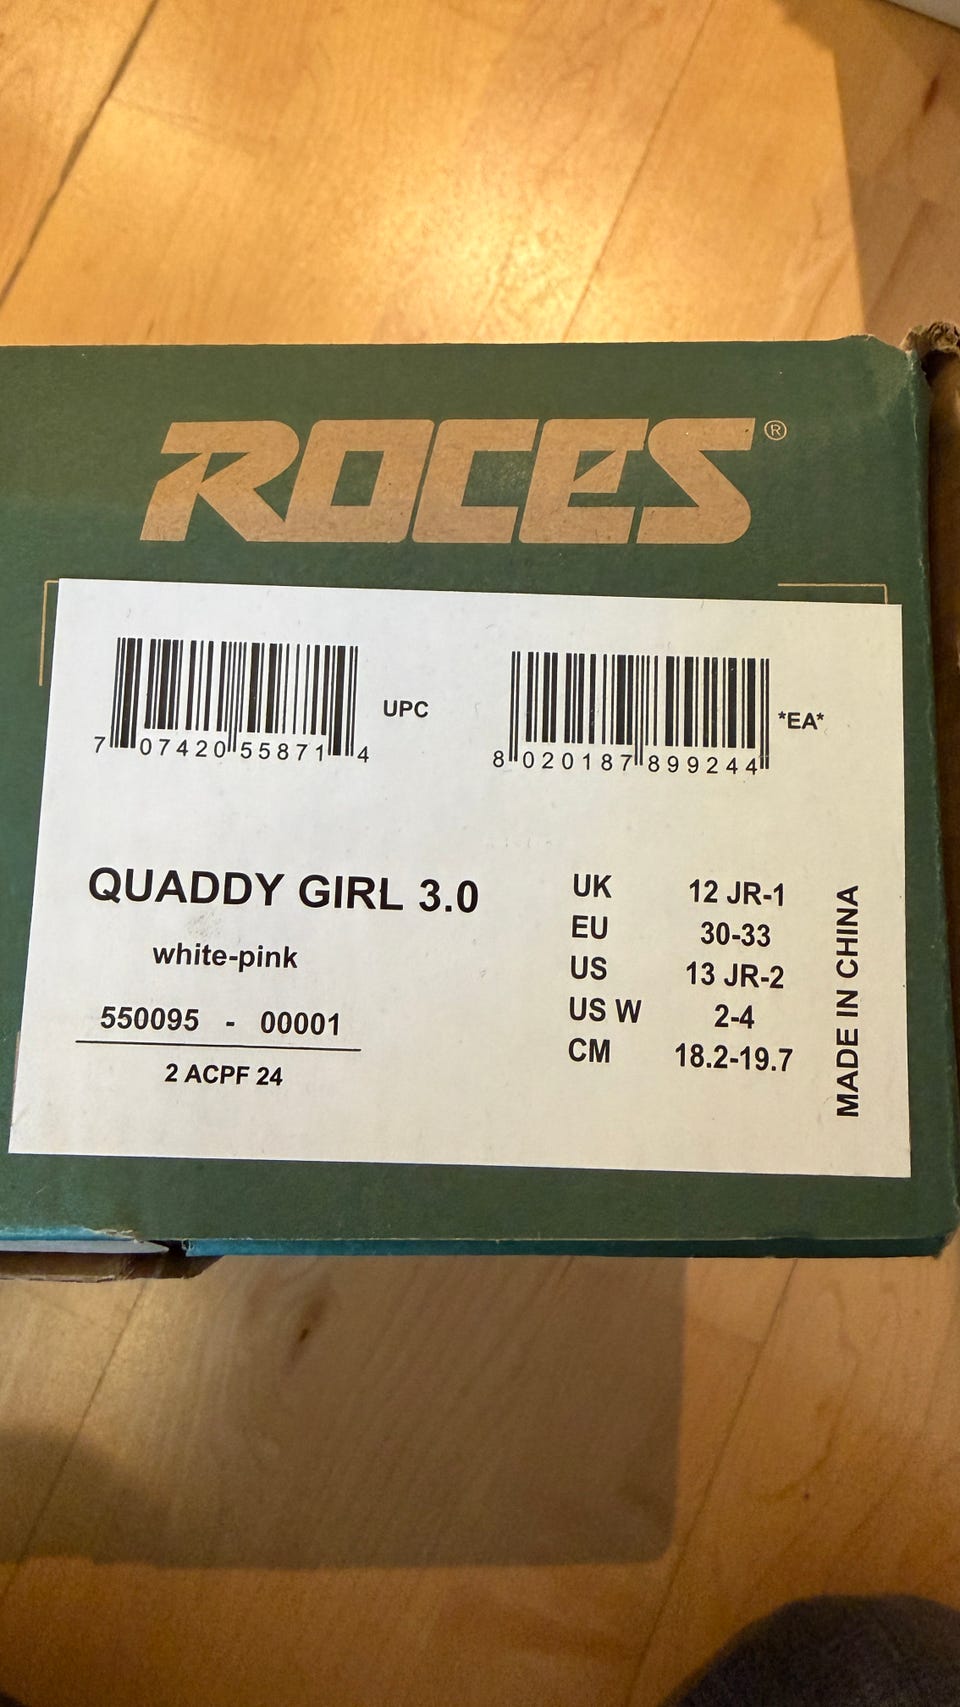 ROCES®
7 07420 55871 4
UPC
8 020187 899244
*EA*
QUADDY GIRL 3.0
white-pink
550095 - 00001
2 ACPF 24
UK 12 JR-1
EU 30-33
US 13 JR-2
US W 2-4
CM 18.2-19.7
MADE IN CHINA